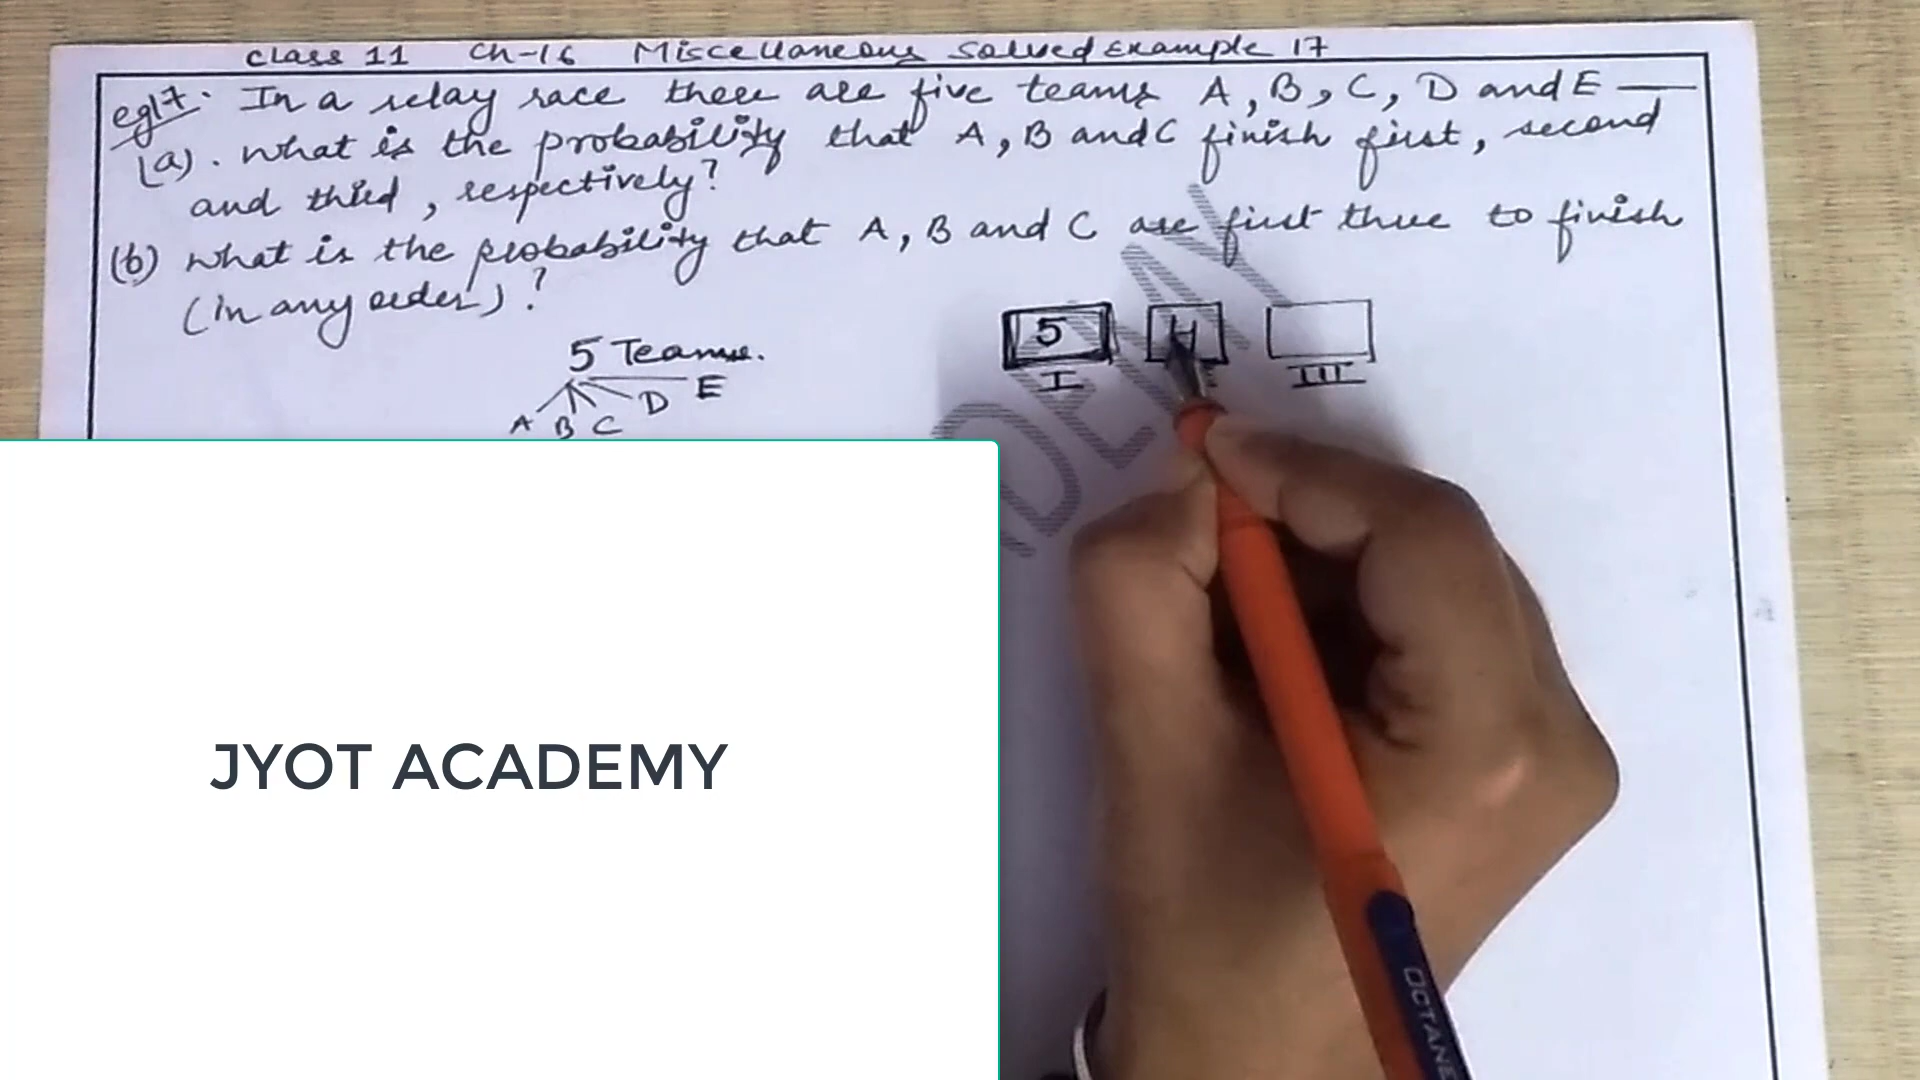 class 11 Ch-16 Miscellaneous Solved Example 17
eg17. In a relay race there are five teams A, B, C, D and E —
(a). What is the probability that A, B and C finish first, second
and third, respectively?
(b) What is the probability that A, B and C are first three to finish
(in any order)?
5 Teams.
A B C D E
5 4
I III
DEMY
JYOT ACADEMY
OCTANE